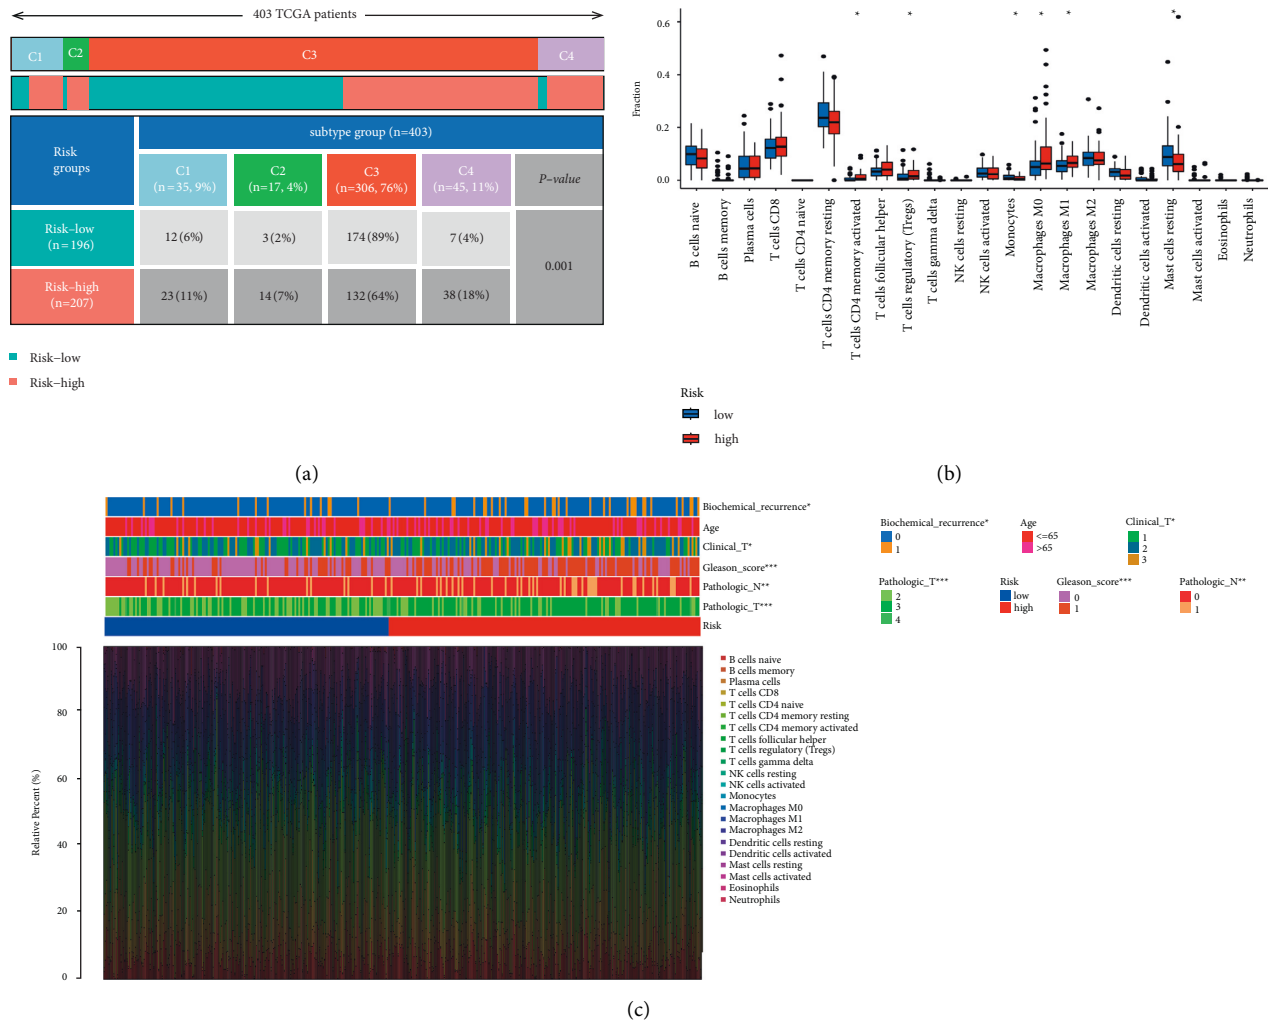 403 TCGA patients
C1 C2 C3 C4
Risk groups
subtype group (n=403)
C1 (n=35, 9%)
C2 (n=17, 4%)
C3 (n=306, 76%)
C4 (n=45, 11%)
P-value
Risk-low (n=196)
12 (6%) 3 (2%) 174 (89%) 7 (4%)
0.001
Risk-high (n=207)
23 (11%) 14 (7%) 132 (64%) 38 (18%)
Risk-low
Risk-high
(a)
Fraction
0.6
0.4
0.2
0.0
* * * * * *
B cells naive
B cells memory
Plasma cells
T cells CD8
T cells CD4 naive
T cells CD4 memory resting
T cells CD4 memory activated
T cells follicular helper
T cells regulatory (Tregs)
T cells gamma delta
NK cells resting
NK cells activated
Monocytes
Macrophages M0
Macrophages M1
Macrophages M2
Dendritic cells resting
Dendritic cells activated
Mast cells resting
Mast cells activated
Eosinophils
Neutrophils
Risk
low
high
(b)
Biochemical_recurrence*
Age
Clinical_T*
Gleason_score***
Pathologic_N**
Pathologic_T***
Risk
Biochemical_recurrence*
0
1
Age
<=65
>65
Clinical_T*
1
2
3
Pathologic_T***
2
3
4
Risk
low
high
Gleason_score***
0
1
Pathologic_N**
0
1
Relative Percent (%)
100
80
60
40
20
0
B cells naive
B cells memory
Plasma cells
T cells CD8
T cells CD4 naive
T cells CD4 memory resting
T cells CD4 memory activated
T cells follicular helper
T cells regulatory (Tregs)
T cells gamma delta
NK cells resting
NK cells activated
Monocytes
Macrophages M0
Macrophages M1
Macrophages M2
Dendritic cells resting
Dendritic cells activated
Mast cells resting
Mast cells activated
Eosinophils
Neutrophils
(c)